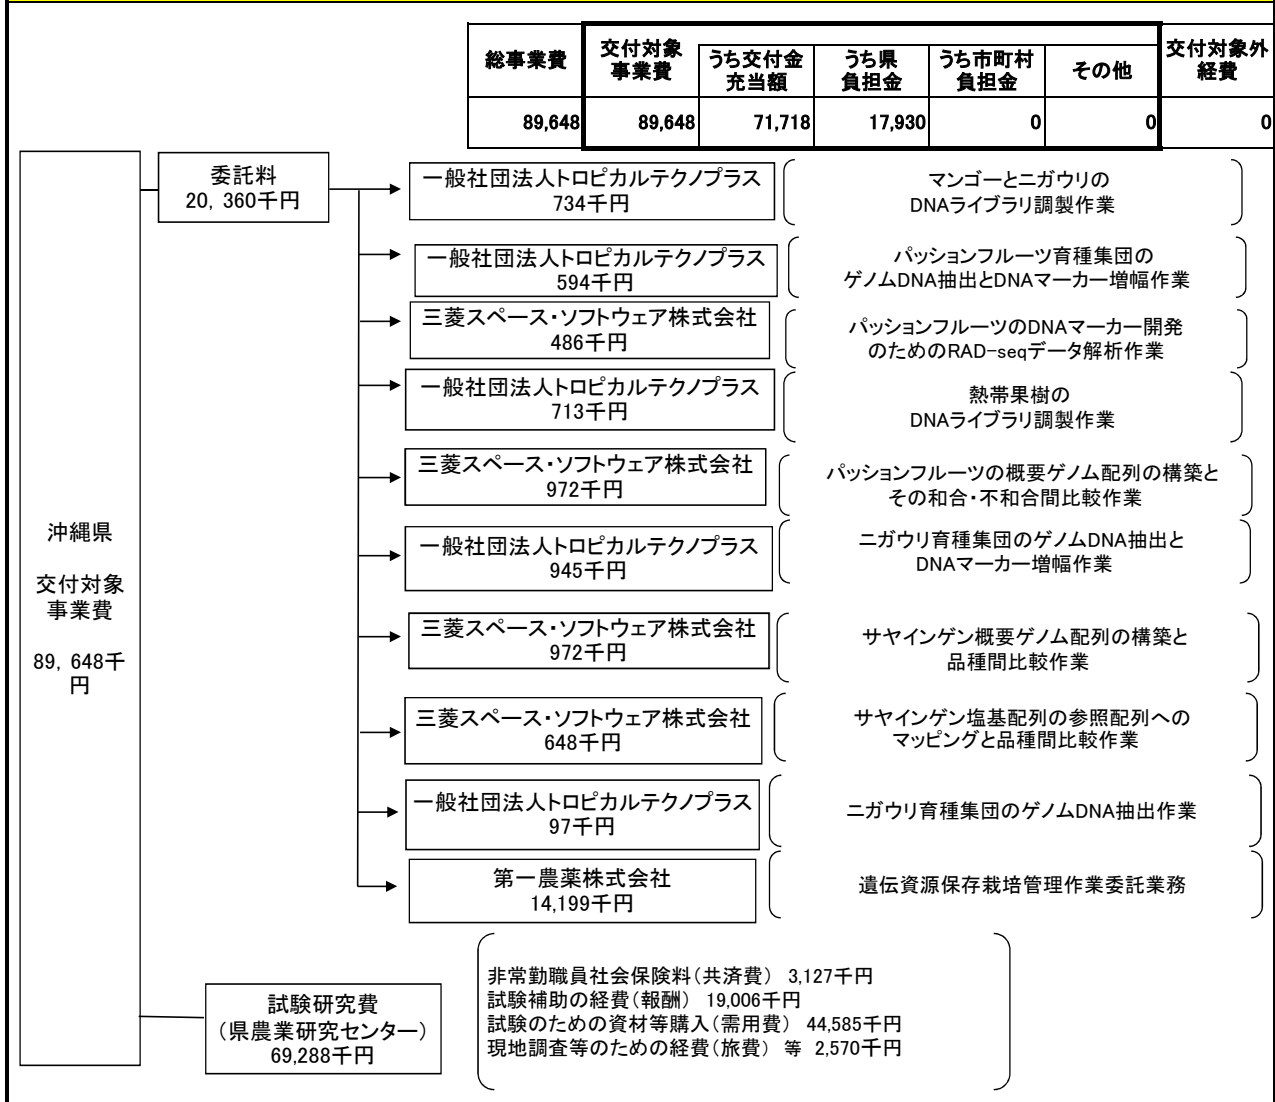 総事業費
交付対象
事業費
うち交付金
充当額
うち県
負担金
うち市町村
負担金
その他
交付対象外
経費
89,648
89,648
71,718
17,930
0
0
0
沖縄県
交付対象
事業費
89，648千
円
委託料
20，360千円
一般社団法人トロピカルテクノプラス
734千円
マンゴーとニガウリの
DNAライブラリ調製作業
一般社団法人トロピカルテクノプラス
594千円
パッションフルーツ育種集団の
ゲノムDNA抽出とDNAマーカー増幅作業
三菱スペース・ソフトウェア株式会社
486千円
パッションフルーツのDNAマーカー開発
のためのRAD-seqデータ解析作業
一般社団法人トロピカルテクノプラス
713千円
熱帯果樹の
DNAライブラリ調製作業
三菱スペース・ソフトウェア株式会社
972千円
パッションフルーツの概要ゲノム配列の構築と
その和合・不和合間比較作業
一般社団法人トロピカルテクノプラス
945千円
ニガウリ育種集団のゲノムDNA抽出と
DNAマーカー増幅作業
三菱スペース・ソフトウェア株式会社
972千円
サヤインゲン概要ゲノム配列の構築と
品種間比較作業
三菱スペース・ソフトウェア株式会社
648千円
サヤインゲン塩基配列の参照配列への
マッピングと品種間比較作業
一般社団法人トロピカルテクノプラス
97千円
ニガウリ育種集団のゲノムDNA抽出作業
第一農薬株式会社
14,199千円
遺伝資源保存栽培管理作業委託業務
試験研究費
（県農業研究センター）
69,288千円
非常勤職員社会保険料（共済費） 3,127千円
試験補助の経費（報酬） 19,006千円
試験のための資材等購入（需用費） 44,585千円
現地調査等のための経費（旅費） 等 2,570千円